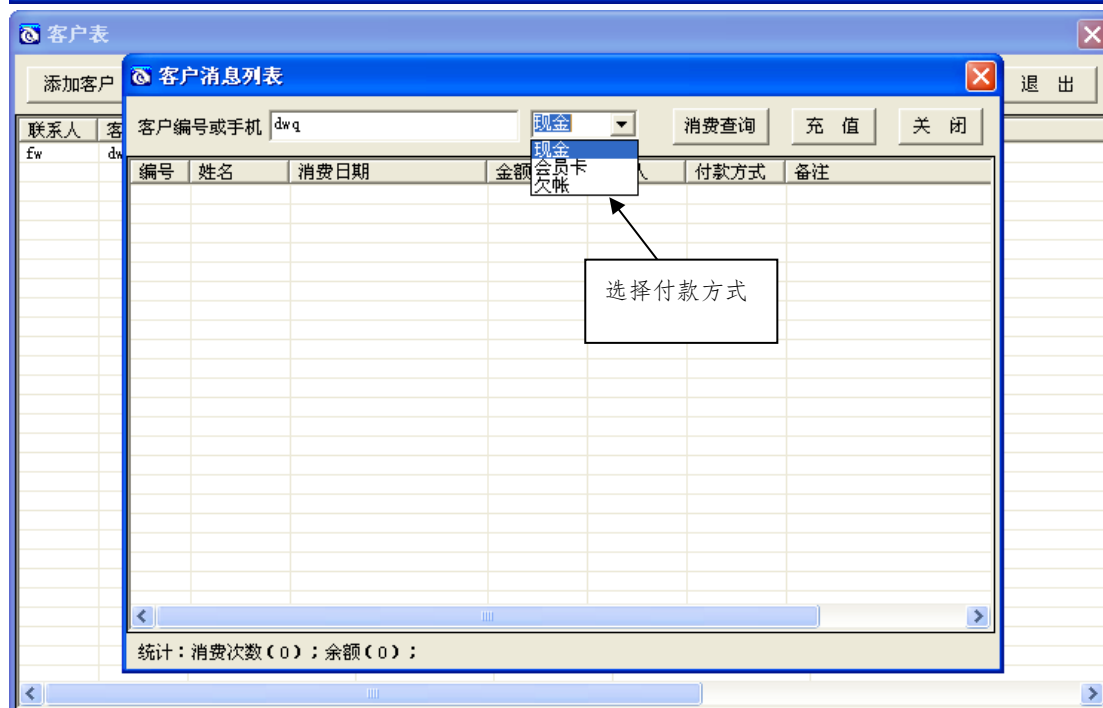 客户表
添加客户
客户消息列表
退 出
联系人 客
客户编号或手机 dwq 现金 消费查询 充 值 关 闭
fw dw
现金
会员卡
欠帐
编号 姓名 消费日期 金额 人 付款方式 备注
选择付款方式
统计：消费次数(0)；余额(0)；